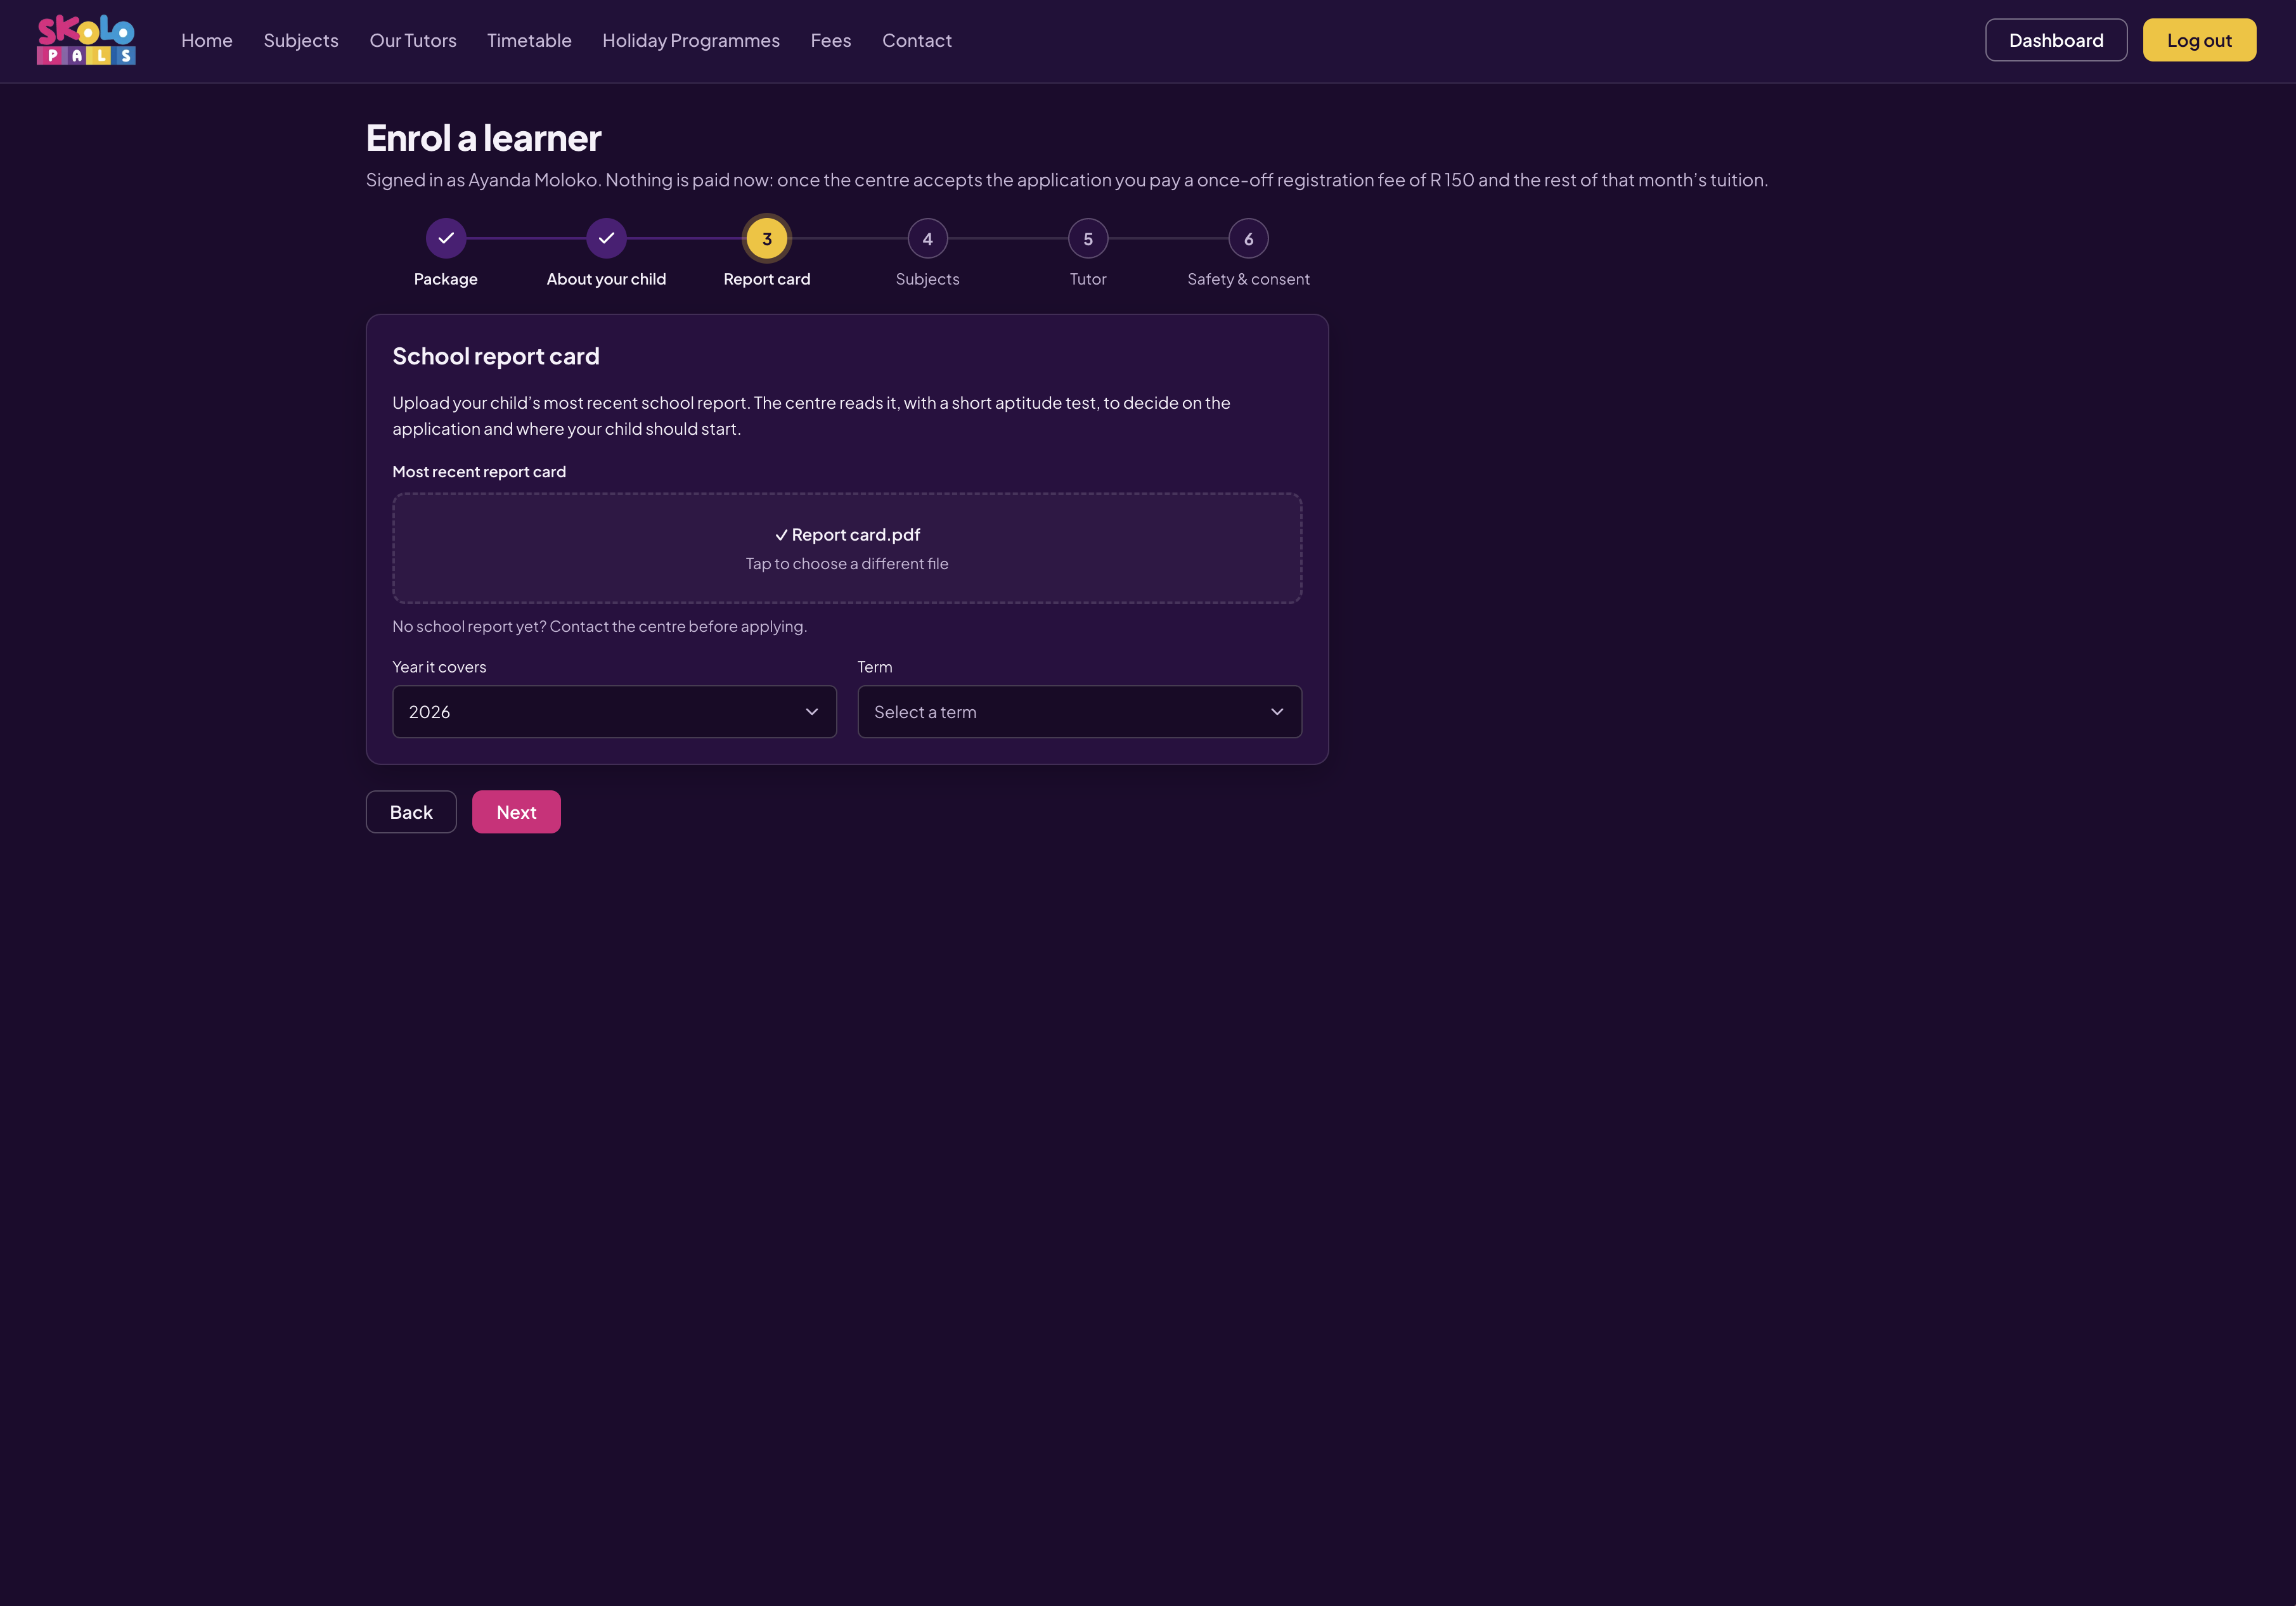 SKOLO
PALS
Home
Subjects
Our Tutors
Timetable
Holiday Programmes
Fees
Contact
Dashboard
Log out
Enrol a learner
Signed in as Ayanda Moloko. Nothing is paid now: once the centre accepts the application you pay a once-off registration fee of R 150 and the rest of that month’s tuition.
3
4
5
6
Package
About your child
Report card
Subjects
Tutor
Safety & consent
School report card
Upload your child’s most recent school report. The centre reads it, with a short aptitude test, to decide on the
application and where your child should start.
Most recent report card
✓ Report card.pdf
Tap to choose a different file
No school report yet? Contact the centre before applying.
Year it covers
Term
2026
Select a term
Back
Next